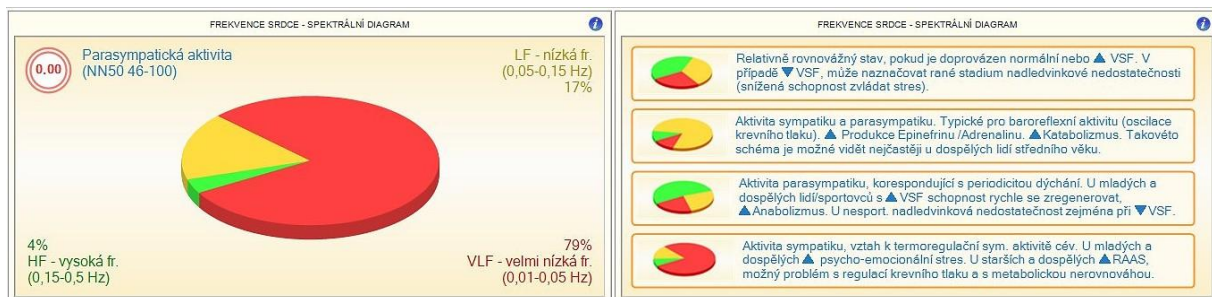 FREKVENCE SRDCE - SPEKTRÁLNÍ DIAGRAM
0.00
Parasympatická aktivita
(NN50 46-100)
LF - nízká fr.
(0,05-0,15 Hz)
17%
4%
HF - vysoká fr.
(0,15-0,5 Hz)
79%
VLF - velmi nízká fr.
(0,01-0,05 Hz)
FREKVENCE SRDCE - SPEKTRÁLNÍ DIAGRAM
Relativně rovnovážný stav, pokud je doprovázen normální nebo ▲ VSF. V
případě ▼VSF, může naznačovat rané stadium nadledvinkové nedostatečnosti
(snížená schopnost zvládat stres).
Aktivita sympatiku a parasympatiku. Typické pro baroreflexní aktivitu (oscilace
krevního tlaku). ▲ Produkce Epinefrinu /Adrenalinu. ▲Katabolizmus. Takovéto
schéma je možné vidět nejčastěji u dospělých lidí středního věku.
Aktivita parasympatiku, korespondující s periodicitou dýchání. U mladých a
dospělých lidí/sportovců s ▲VSF schopnost rychle se zregenerovat,
▲Anabolizmus. U nesport. nadledvinková nedostatečnost zejména při ▼VSF.
Aktivita sympatiku, vztah k termoregulační sym. aktivitě cév. U mladých a
dospělých ▲ psycho-emocionální stres. U starších a dospělých ▲RAAS,
možný problém s regulací krevního tlaku a s metabolickou nerovnováhou.